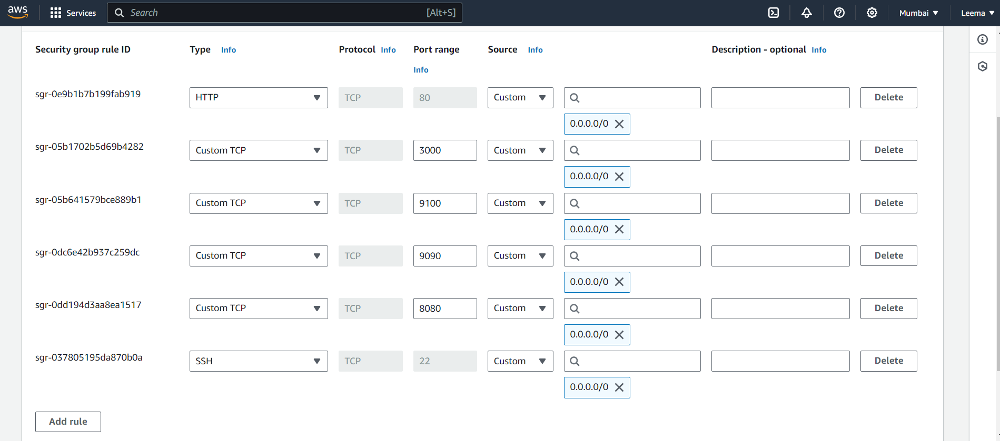 aws Services Search [Alt+S] Mumbai Leema
Security group rule ID Type Info Protocol Info Port range Source Info Description - optional Info
Info
sgr-0e9b1b7b199fab919 HTTP TCP 80 Custom Delete
0.0.0.0/0
sgr-05b1702b5d69b4282 Custom TCP TCP 3000 Custom Delete
0.0.0.0/0
sgr-05b641579bce889b1 Custom TCP TCP 9100 Custom Delete
0.0.0.0/0
sgr-0dc6e42b937c259dc Custom TCP TCP 9090 Custom Delete
0.0.0.0/0
sgr-0dd194d3aa8ea1517 Custom TCP TCP 8080 Custom Delete
0.0.0.0/0
sgr-037805195da870b0a SSH TCP 22 Custom Delete
0.0.0.0/0
Add rule